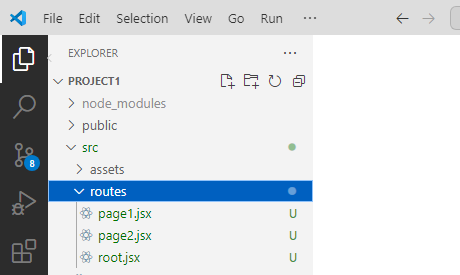 File Edit Selection View Go Run ...
EXPLORER ...
PROJECT1
node_modules
public
src
assets
routes
page1.jsx U
page2.jsx U
8
root.jsx U